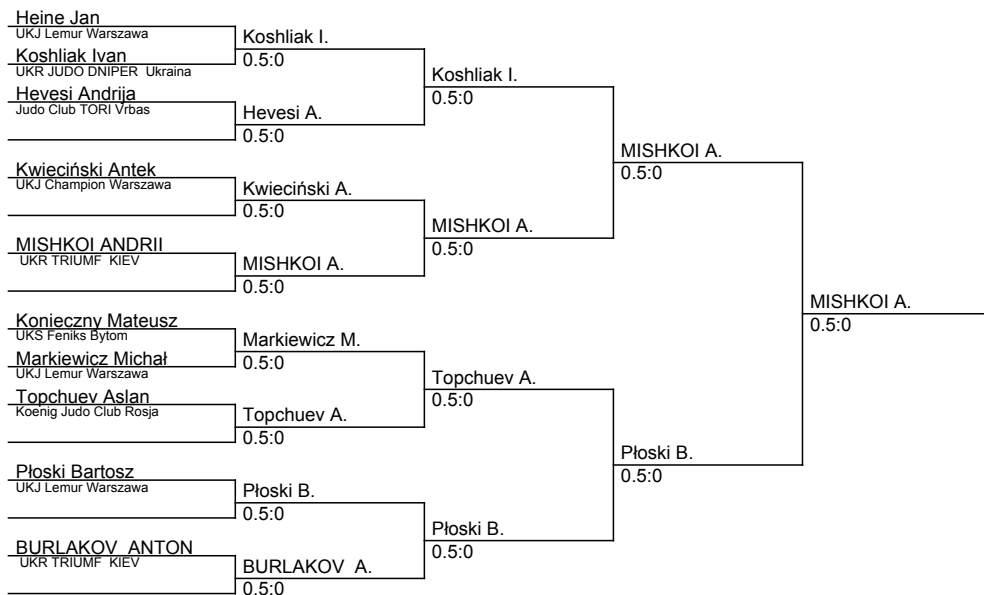 Heine Jan
UKJ Lemur Warszawa
Koshliak Ivan
UKR JUDO DNIPER Ukraina
Hevesi Andrija
Judo Club TORI Vrbas
Kwieciński Antek
UKJ Champion Warszawa
MISHKOI ANDRII
UKR TRIUMF KIEV
Konieczny Mateusz
UKS Feniks Bytom
Markiewicz Michał
UKJ Lemur Warszawa
Topchuev Aslan
Koenig Judo Club Rosja
Płoski Bartosz
UKJ Lemur Warszawa
BURLAKOV ANTON
UKR TRIUMF KIEV
Koshliak I.
0.5:0
Hevesi A.
0.5:0
Kwieciński A.
0.5:0
MISHKOI A.
0.5:0
Markiewicz M.
0.5:0
Topchuev A.
0.5:0
Płoski B.
0.5:0
BURLAKOV A.
0.5:0
Koshliak I.
0.5:0
MISHKOI A.
0.5:0
Topchuev A.
0.5:0
Płoski B.
0.5:0
MISHKOI A.
0.5:0
Płoski B.
0.5:0
MISHKOI A.
0.5:0